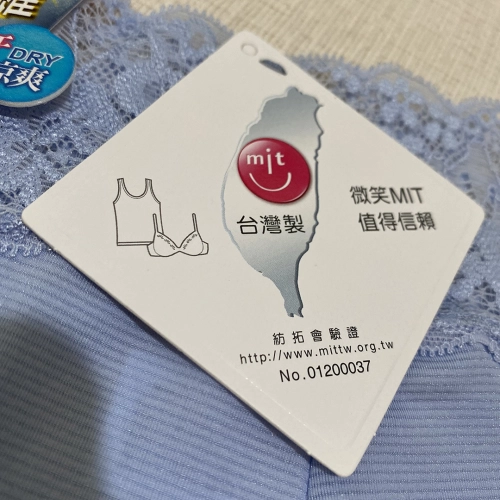 DRY
涼爽
mit
台灣製
微笑MIT
值得信賴
紡拓會驗證
http://www.mittw.org.tw
No.01200037